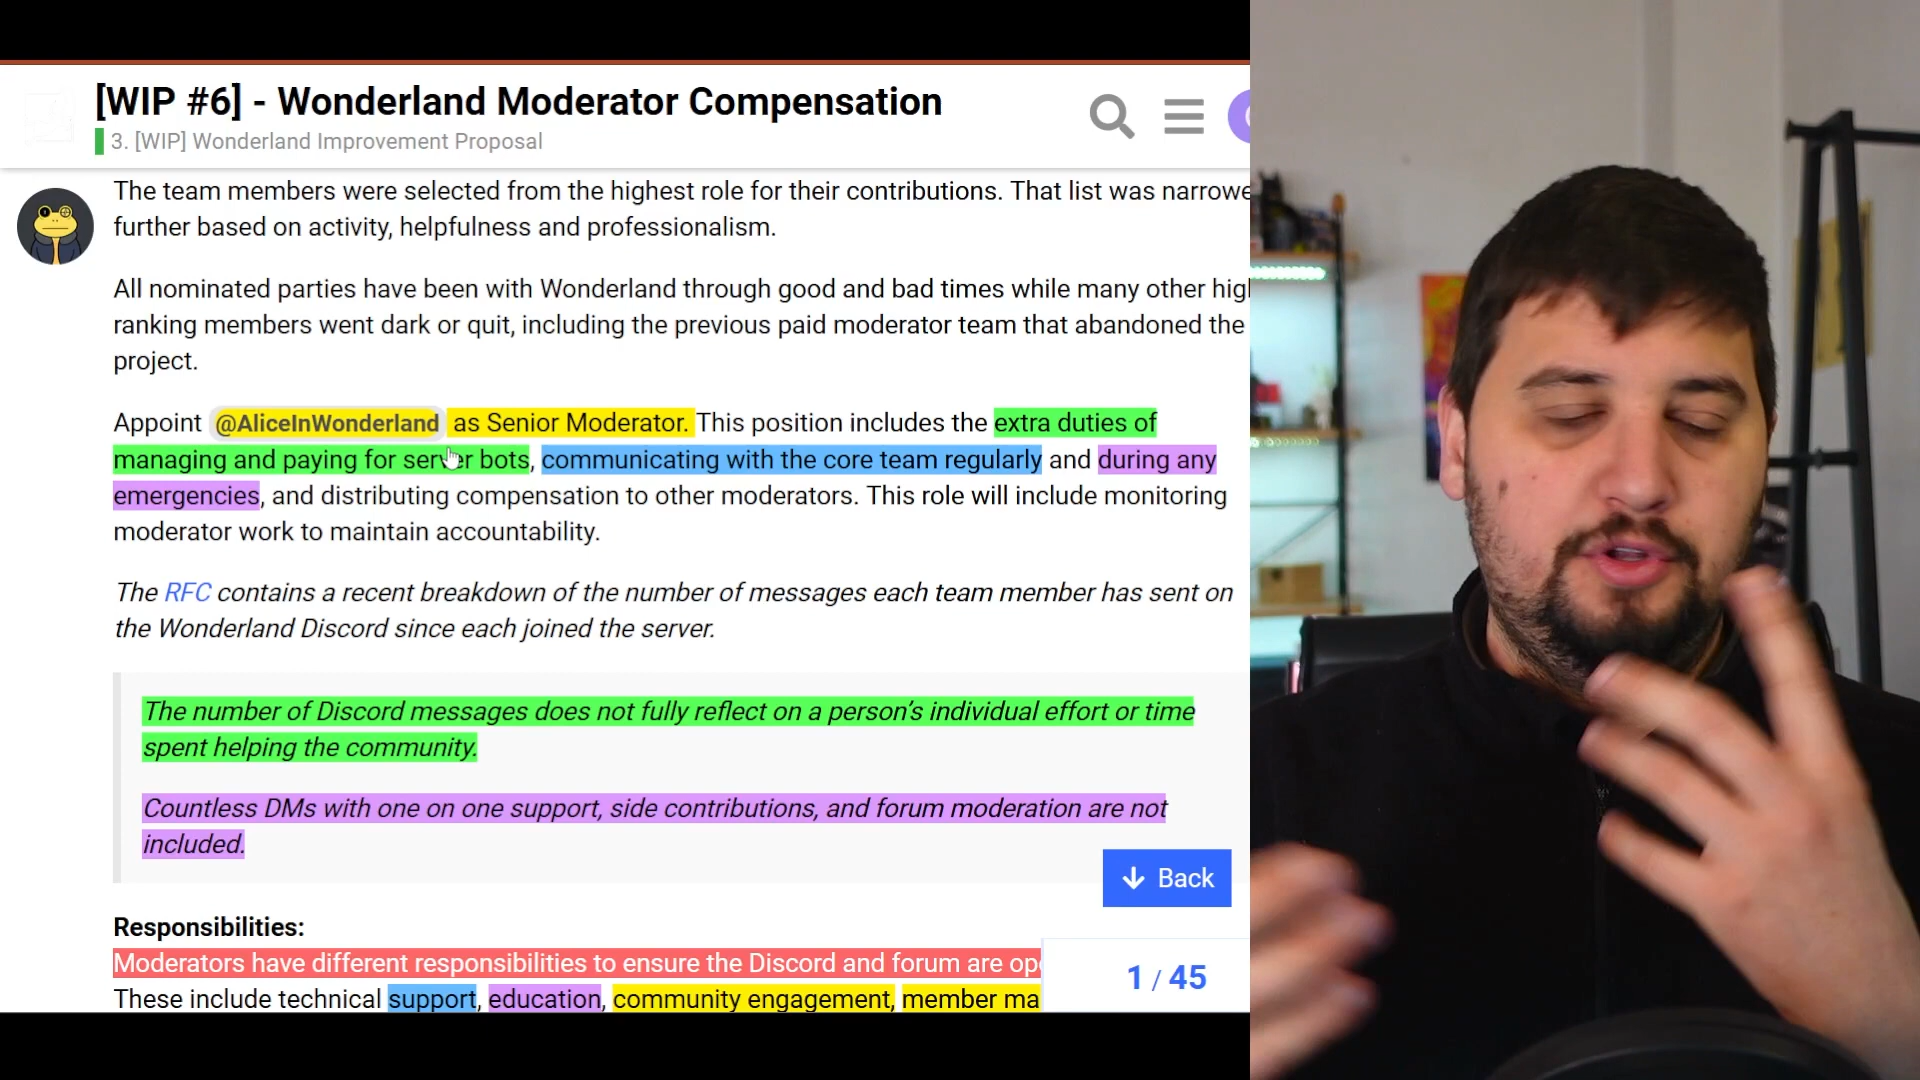 [WIP #6] - Wonderland Moderator Compensation
3. [WIP] Wonderland Improvement Proposal
The team members were selected from the highest role for their contributions. That list was narrowe
further based on activity, helpfulness and professionalism.
All nominated parties have been with Wonderland through good and bad times while many other hig
ranking members went dark or quit, including the previous paid moderator team that abandoned the
project.
Appoint @AliceInWonderland as Senior Moderator. This position includes the extra duties of
managing and paying for server bots, communicating with the core team regularly and during any
emergencies, and distributing compensation to other moderators. This role will include monitoring
moderator work to maintain accountability.
The RFC contains a recent breakdown of the number of messages each team member has sent on
the Wonderland Discord since each joined the server.
The number of Discord messages does not fully reflect on a person's individual effort or time
spent helping the community.
Countless DMs with one on one support, side contributions, and forum moderation are not
included.
Back
Responsibilities:
Moderators have different responsibilities to ensure the Discord and forum are op
1 / 45
These include technical support, education, community engagement, member ma